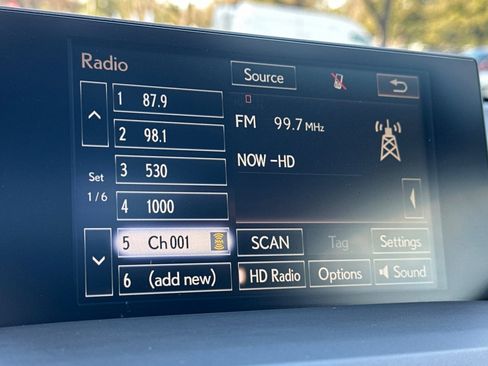 Radio
Source
1 87.9
2 98.1
3 530
4 1000
5 Ch 001
6 (add new)
Set
1/6
FM 99.7 MHz
NOW -HD
SCAN
Tag
Settings
HD Radio
Options
Sound